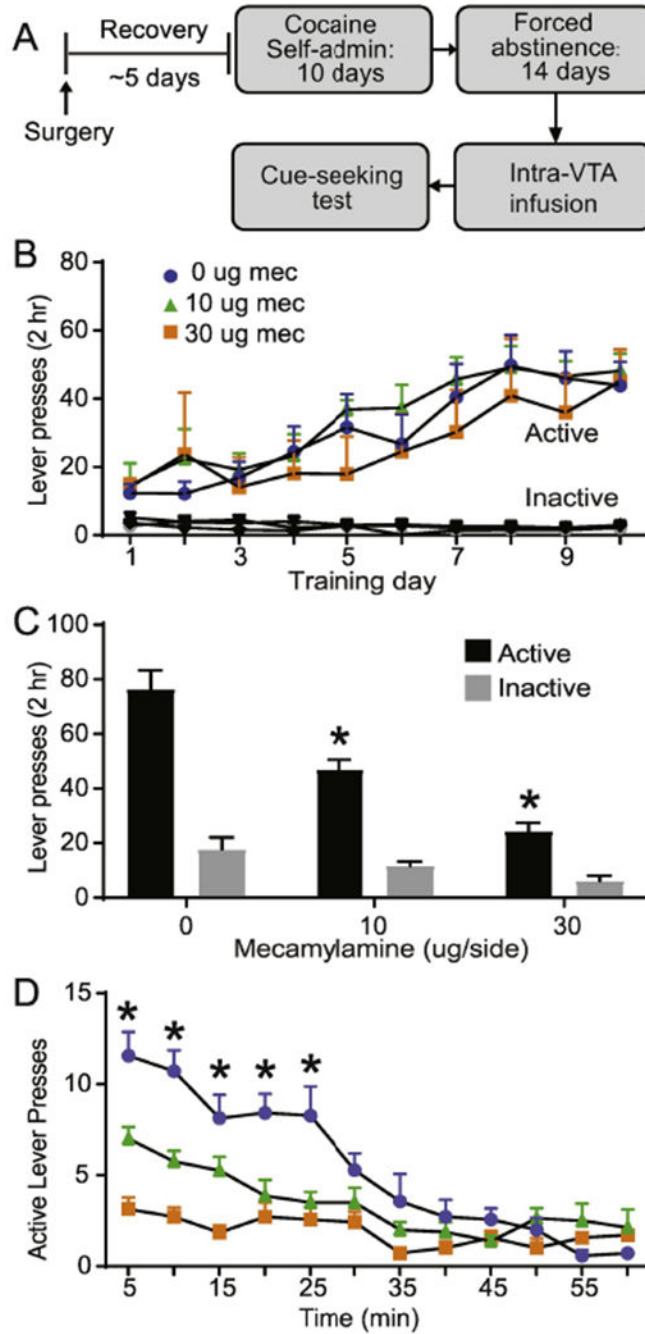 A
Recovery
~5 days
Surgery
Cocaine
Self-admin:
10 days
Forced
abstinence:
14 days
Cue-seeking
test
Intra-VTA
infusion
B
Lever presses (2 hr)
80
60
40
20
0
0 ug mec
10 ug mec
30 ug mec
Active
Inactive
1 3 5 7 9
Training day
C
Lever presses (2 hr)
100
80
60
40
20
0
Active
Inactive
* *
0 10 30
Mecamylamine (ug/side)
D
Active Lever Presses
15
10
5
0
* * * * *
5 15 25 35 45 55
Time (min)